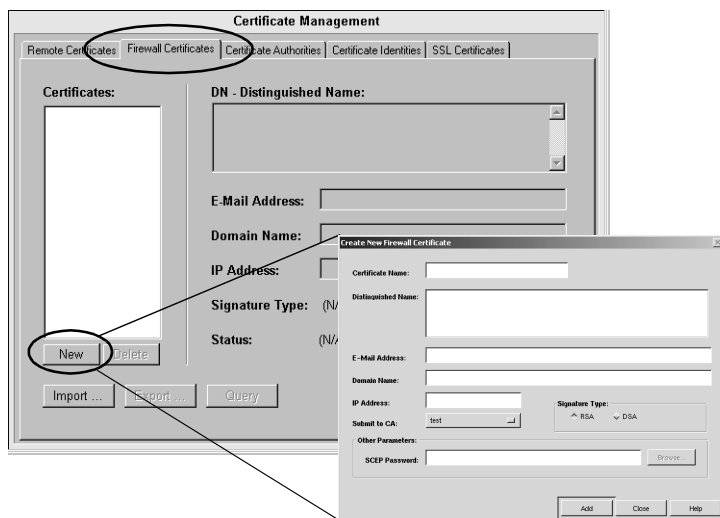 Certificate Management
Remote Certificates Firewall Certificates Certificate Authorities Certificate Identities SSL Certificates
Certificates:
DN - Distinguished Name:
E-Mail Address:
Domain Name:
IP Address:
Signature Type: (N/
Status: (N/A
New Delete
Import ... Export ... Query
Create New Firewall Certificate
Certificate Name:
Distinguished Name:
E-Mail Address:
Domain Name:
IP Address:
Signature Type:
RSA DSA
Submit to CA: test
Other Parameters:
SCEP Password: Browse...
Add Close Help